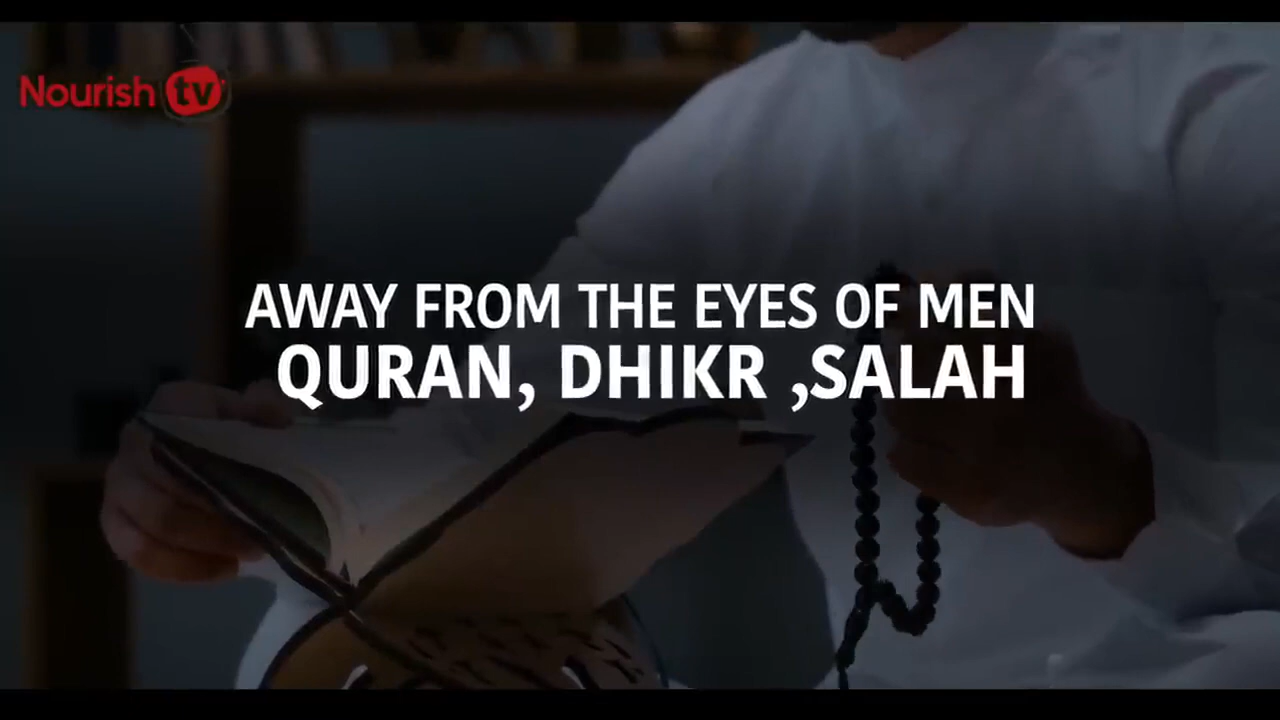 Nourish tv
AWAY FROM THE EYES OF MEN
QURAN, DHIKR ,SALAH